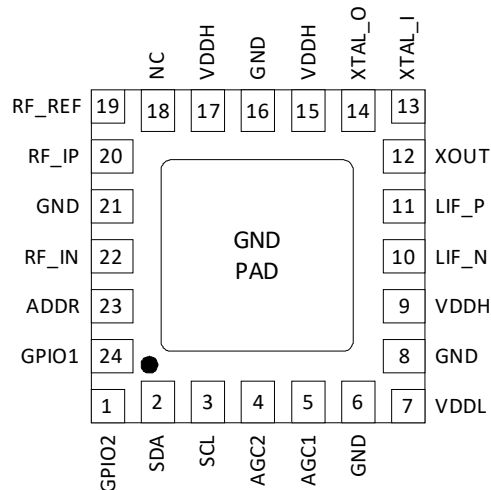 NC
VDDH
GND
VDDH
XTAL_O
XTAL_I
RF_REF 19 18 17 16 15 14 13
RF_IP 20 12 XOUT
GND 21 11 LIF_P
RF_IN 22 10 LIF_N
GND
PAD
ADDR 23 9 VDDH
GPIO1 24 8 GND
1 2 3 4 5 6 7 VDDL
GPIO2
SDA
SCL
AGC2
AGC1
GND